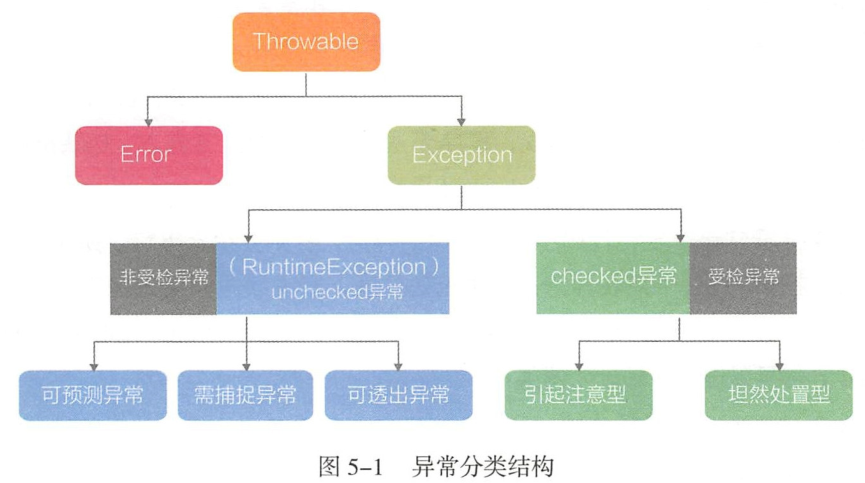 Throwable
Error
Exception
非受检异常
（RuntimeException）
unchecked异常
checked异常
受检异常
可预测异常
需捕捉异常
可透出异常
引起注意型
坦然处置型
图 5-1 异常分类结构